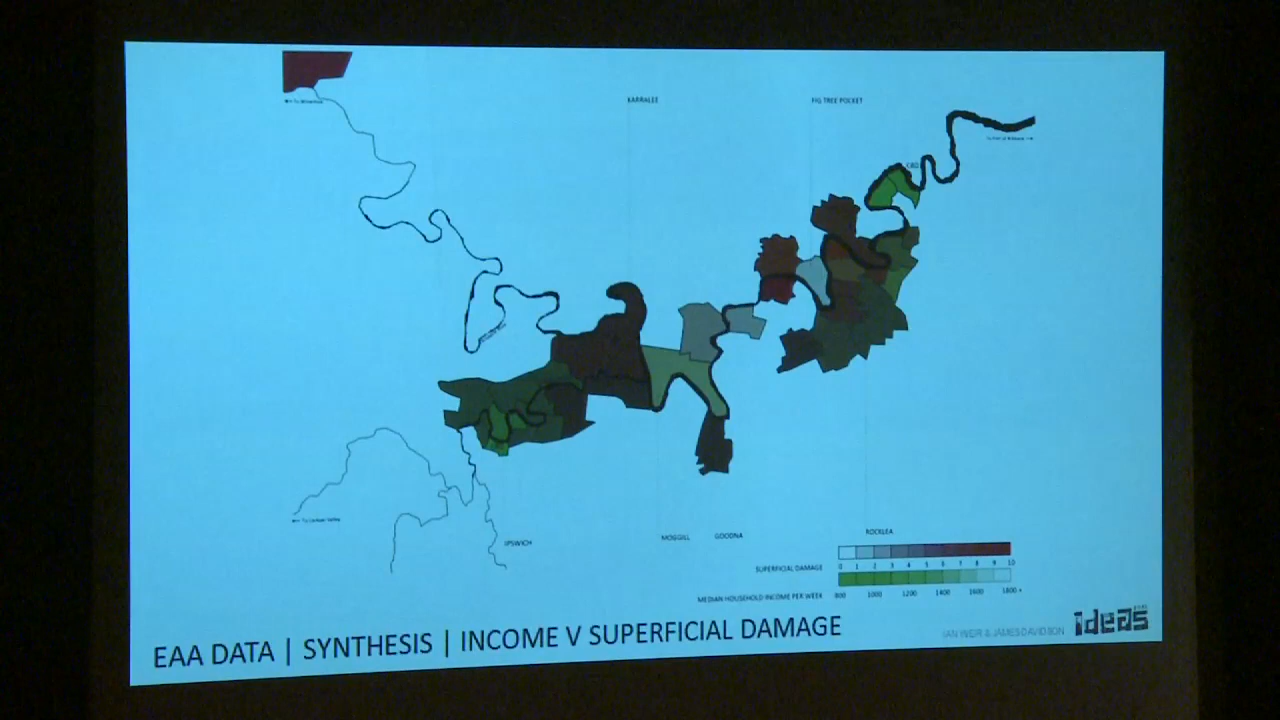 KARRALEE
FIG TREE POCKET
CBD
IPSWICH
MOGGILL
GOODNA
ROCKLEA
SUPERFICIAL DAMAGE
0 1 2 3 4 5 6 7 8 9 10
MEDIAN HOUSEHOLD INCOME PER WEEK
800 1000 1200 1400 1600 1800 +
EAA DATA | SYNTHESIS | INCOME V SUPERFICIAL DAMAGE
IAN WEIR & JAMES DAVIDSON
ideas